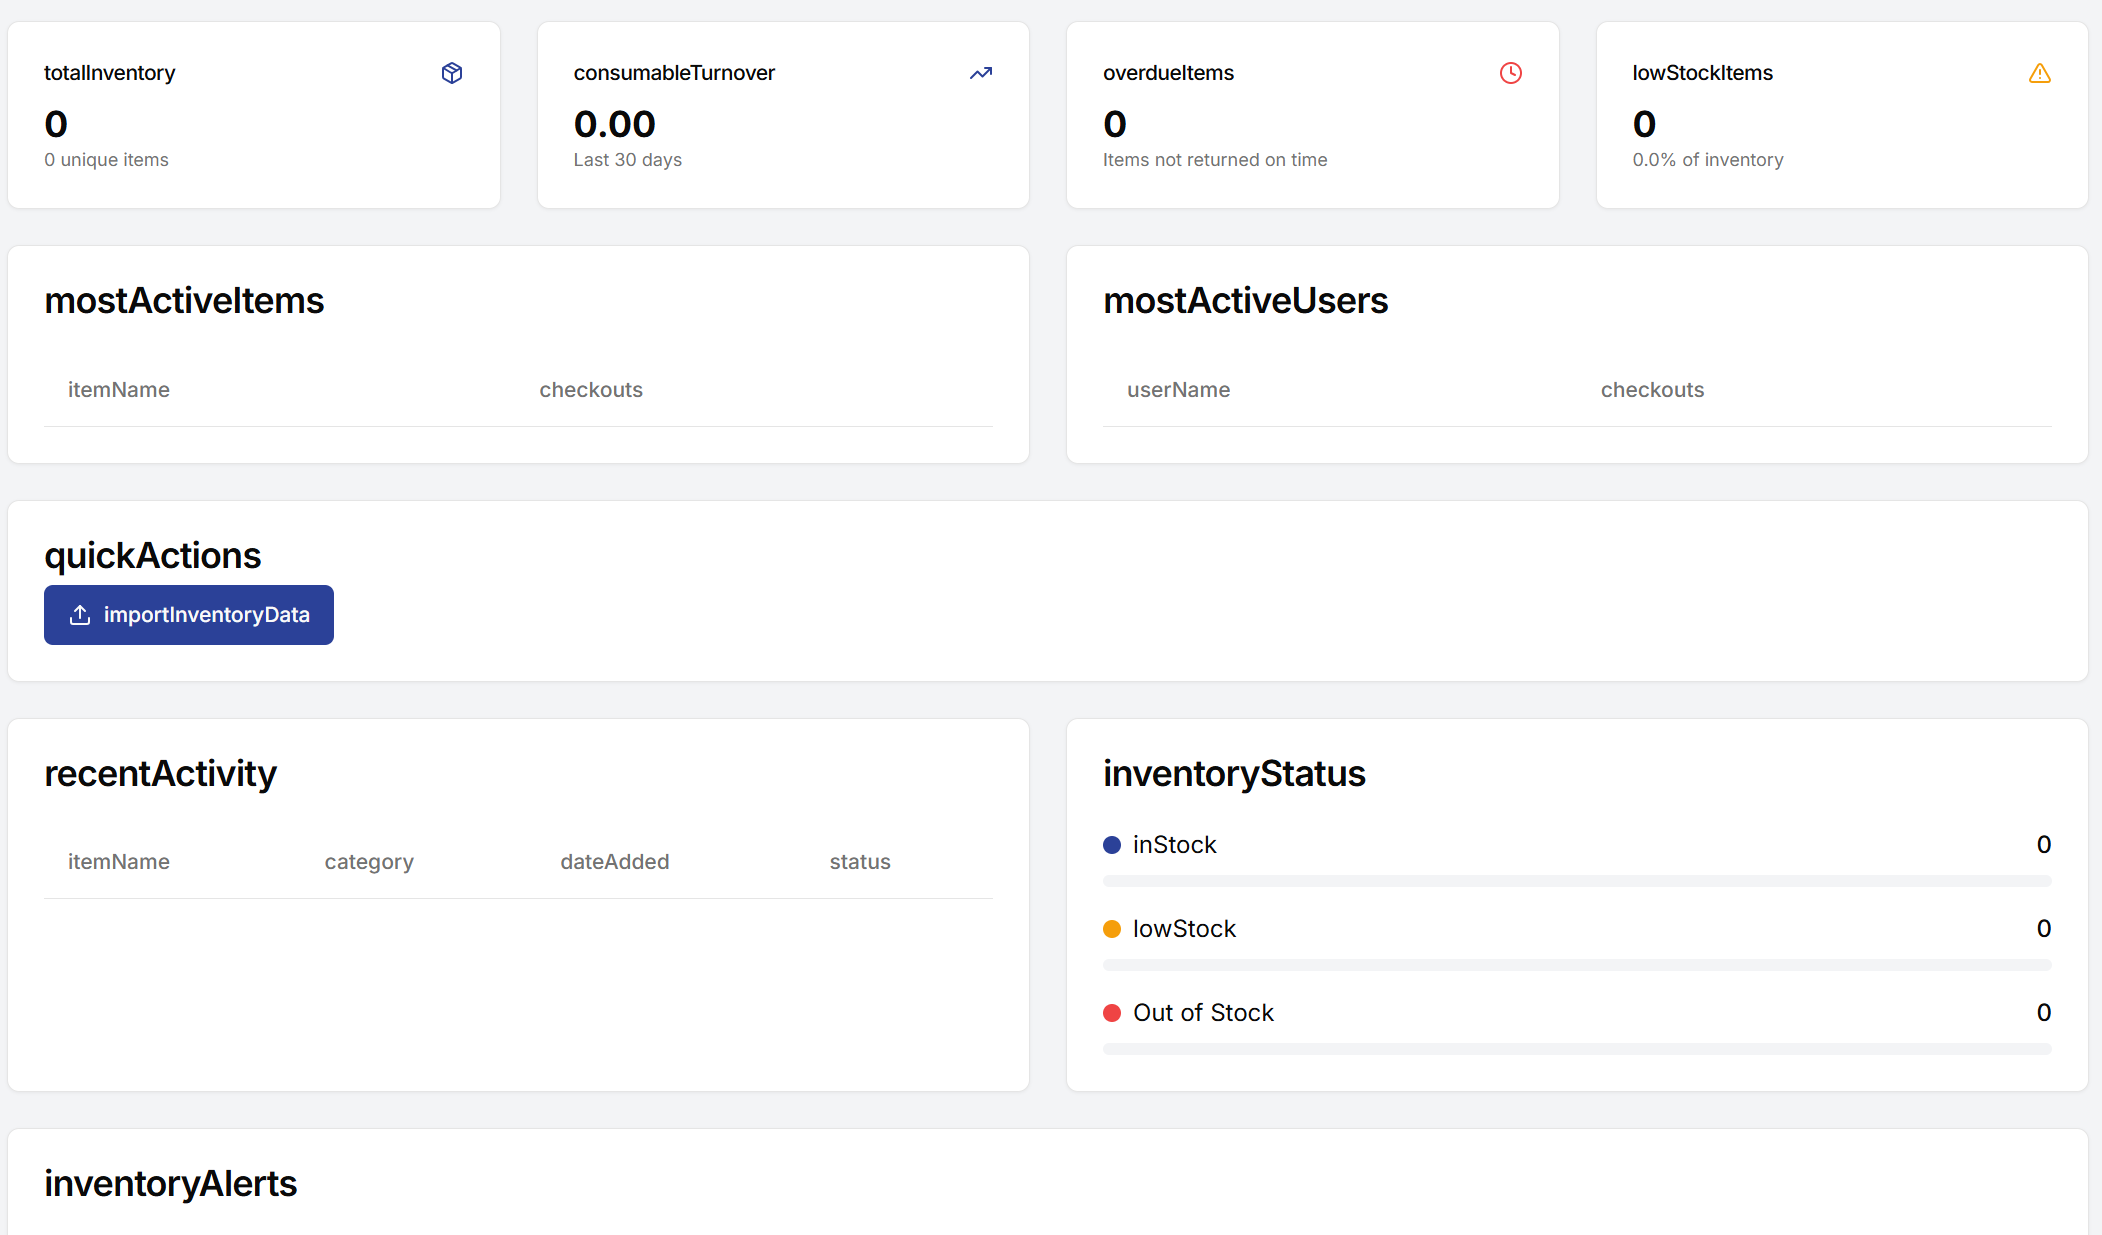 totalInventory
0
0 unique items
consumableTurnover
0.00
Last 30 days
overdueItems
0
Items not returned on time
lowStockItems
0
0.0% of inventory
mostActiveItems
itemName checkouts
mostActiveUsers
userName checkouts
quickActions
importInventoryData
recentActivity
itemName category dateAdded status
inventoryStatus
inStock 0
lowStock 0
Out of Stock 0
inventoryAlerts